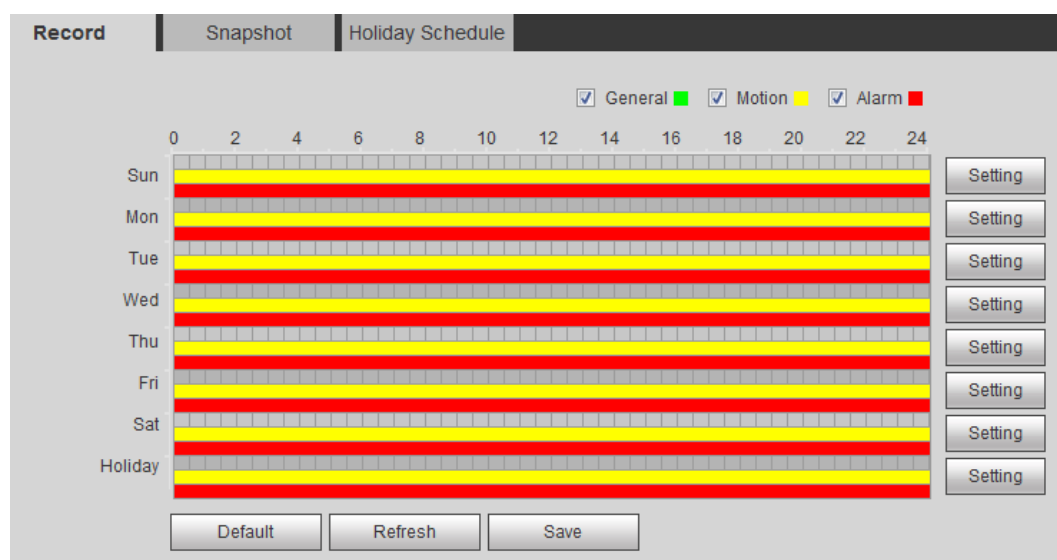 Record Snapshot Holiday Schedule
General Motion Alarm
0 2 4 6 8 10 12 14 16 18 20 22 24
Sun Setting
Mon Setting
Tue Setting
Wed Setting
Thu Setting
Fri Setting
Sat Setting
Holiday Setting
Default Refresh Save